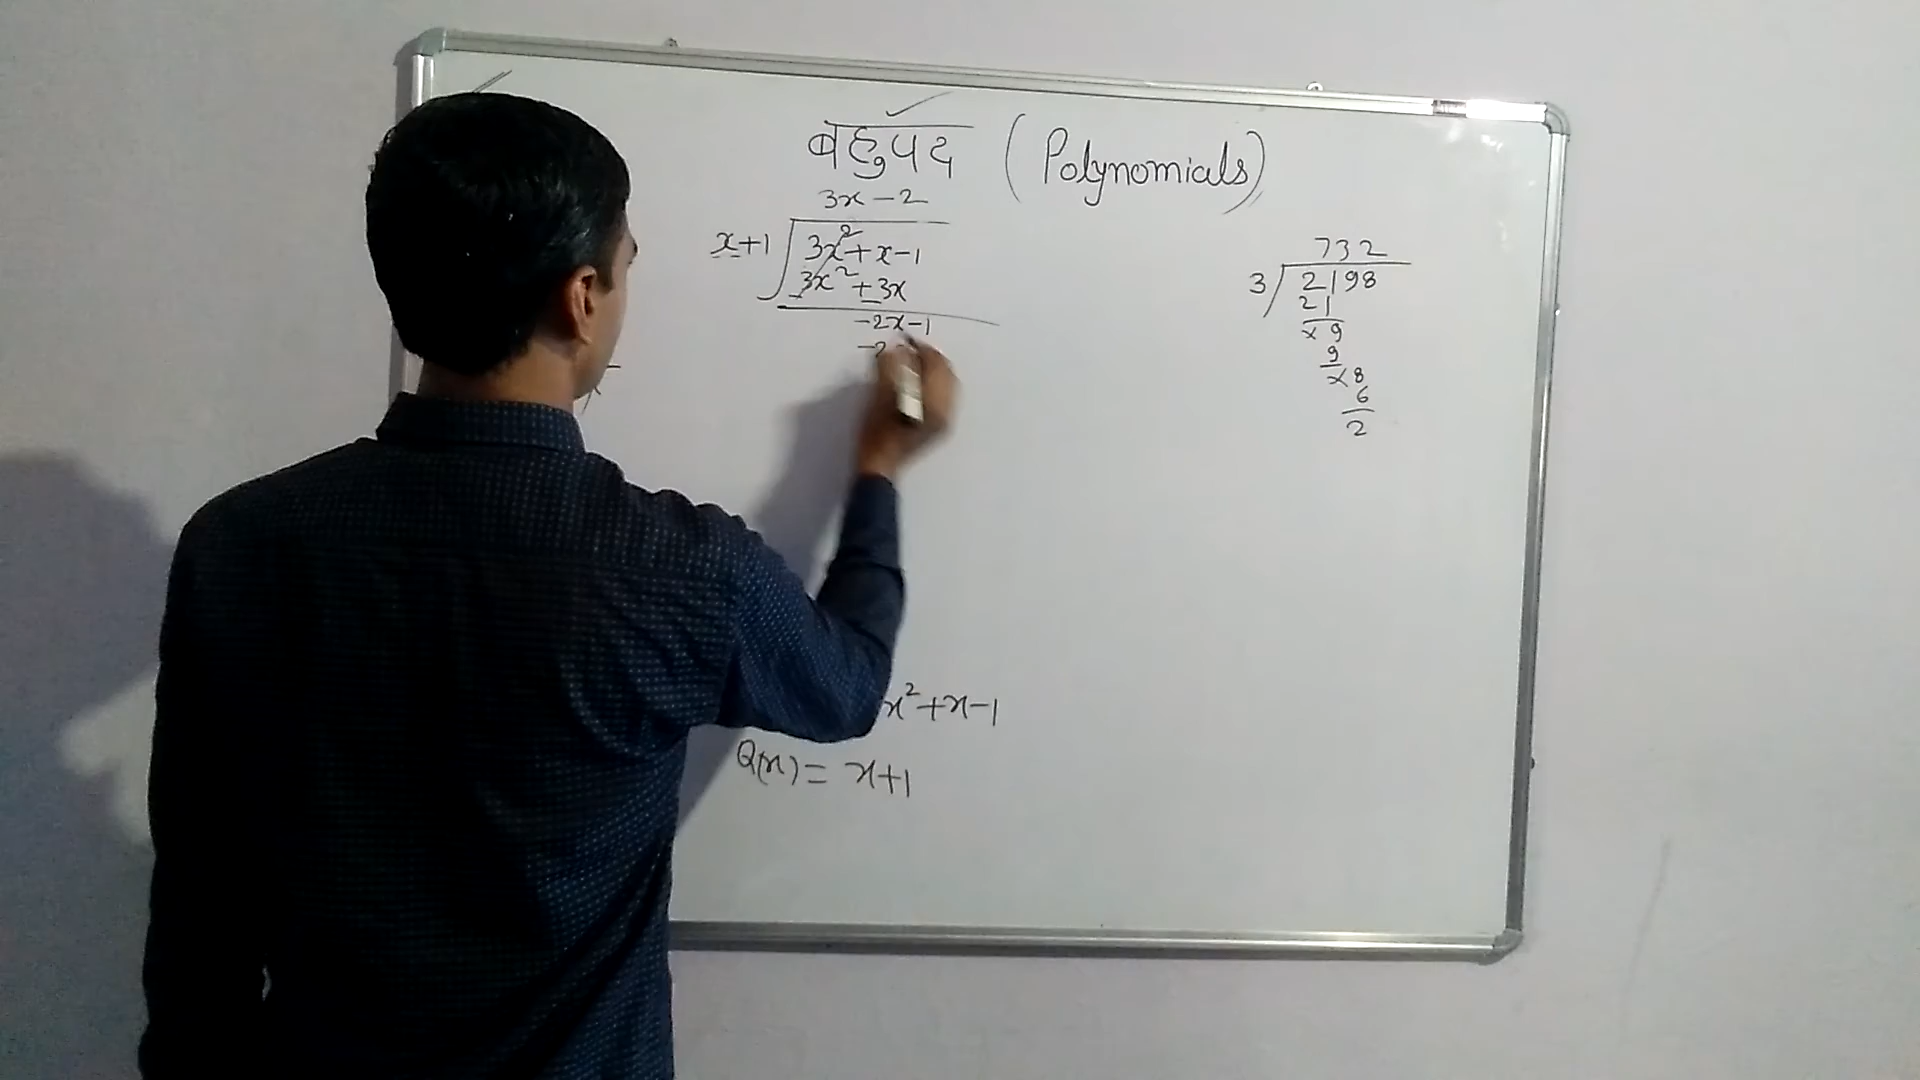 बहुपद (Polynomials)
3x - 2
x+1 3x²+x-1
3x²+3x
-2x-1
-2
x²+x-1
Q(x) = x+1
732
3 2198
21
x 9
9
x 8
6
2